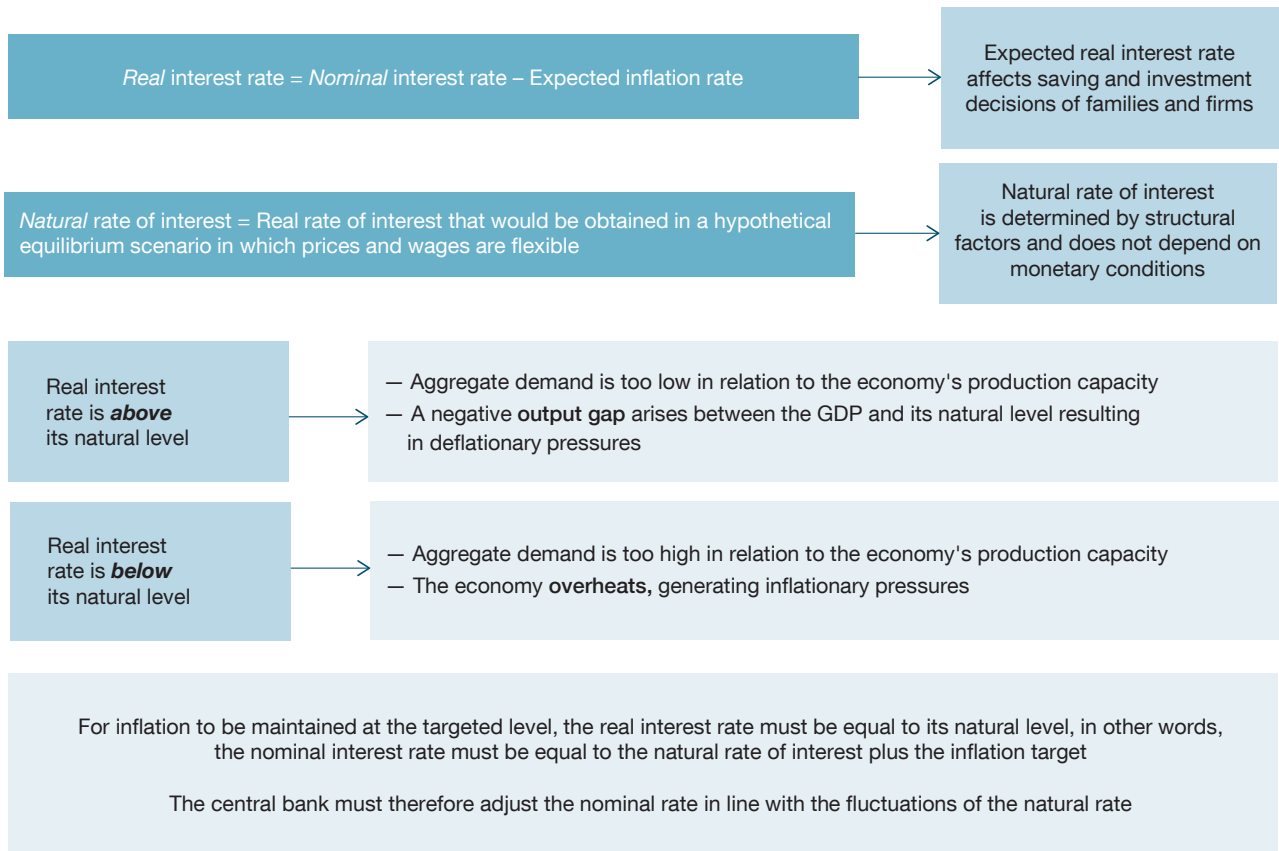 Real interest rate = Nominal interest rate – Expected inflation rate
Expected real interest rate
affects saving and investment
decisions of families and firms
Natural rate of interest = Real rate of interest that would be obtained in a hypothetical
equilibrium scenario in which prices and wages are flexible
Natural rate of interest
is determined by structural
factors and does not depend on
monetary conditions
Real interest
rate is above
its natural level
— Aggregate demand is too low in relation to the economy's production capacity
— A negative output gap arises between the GDP and its natural level resulting
in deflationary pressures
Real interest
rate is below
its natural level
— Aggregate demand is too high in relation to the economy's production capacity
— The economy overheats, generating inflationary pressures
For inflation to be maintained at the targeted level, the real interest rate must be equal to its natural level, in other words,
the nominal interest rate must be equal to the natural rate of interest plus the inflation target
The central bank must therefore adjust the nominal rate in line with the fluctuations of the natural rate